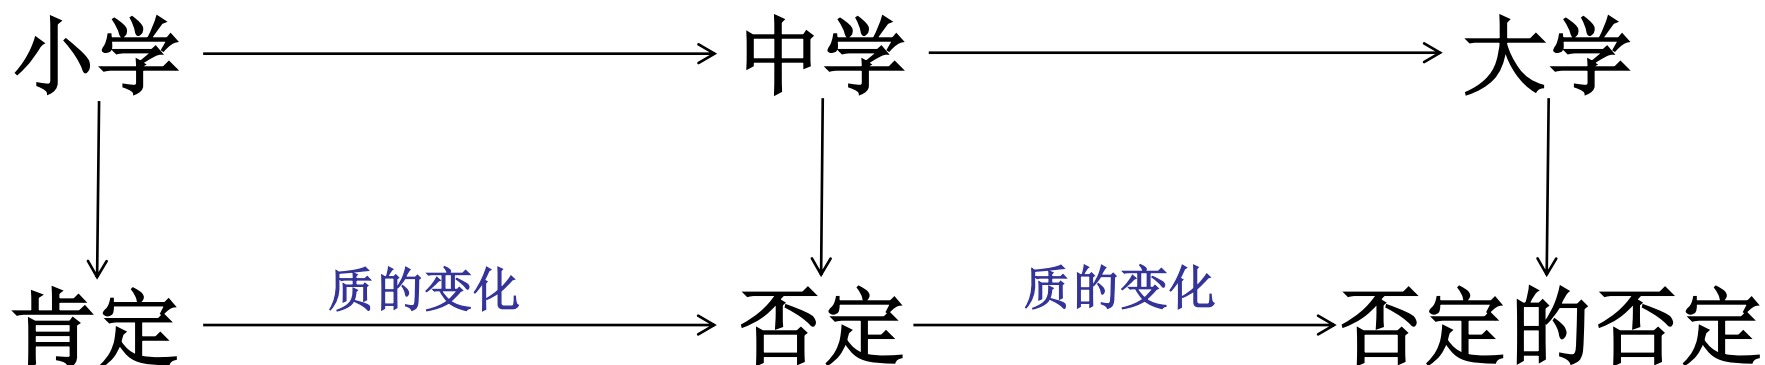 小学 中学 大学
质的变化 质的变化
肯定 否定 否定的否定